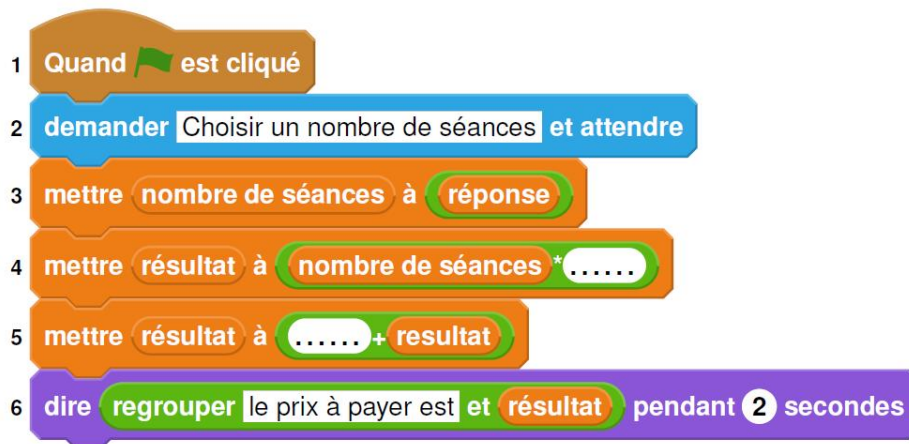 1 Quand est cliqué
2 demander Choisir un nombre de séances et attendre
3 mettre nombre de séances à réponse
4 mettre résultat à nombre de séances * ......
5 mettre résultat à ...... + resultat
6 dire regrouper le prix à payer est et résultat pendant 2 secondes